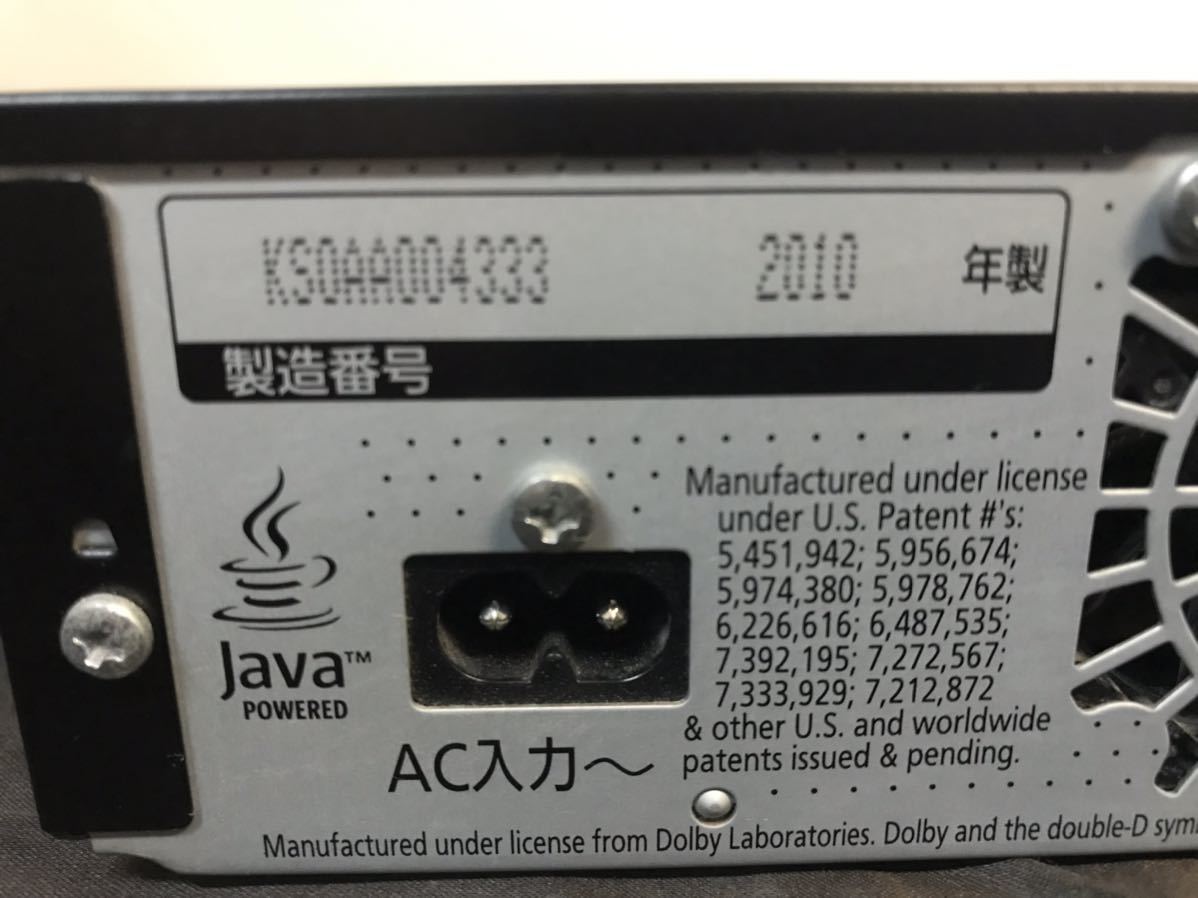 KS0AA004333 2010 年製
製造番号
Manufactured under license
under U.S. Patent #'s:
5,451,942; 5,956,674;
5,974,380; 5,978,762;
6,226,616; 6,487,535;
7,392,195; 7,272,567;
7,333,929; 7,212,872
& other U.S. and worldwide
patents issued & pending.
Java™
POWERED
AC入力～
Manufactured under license from Dolby Laboratories. Dolby and the double-D sym